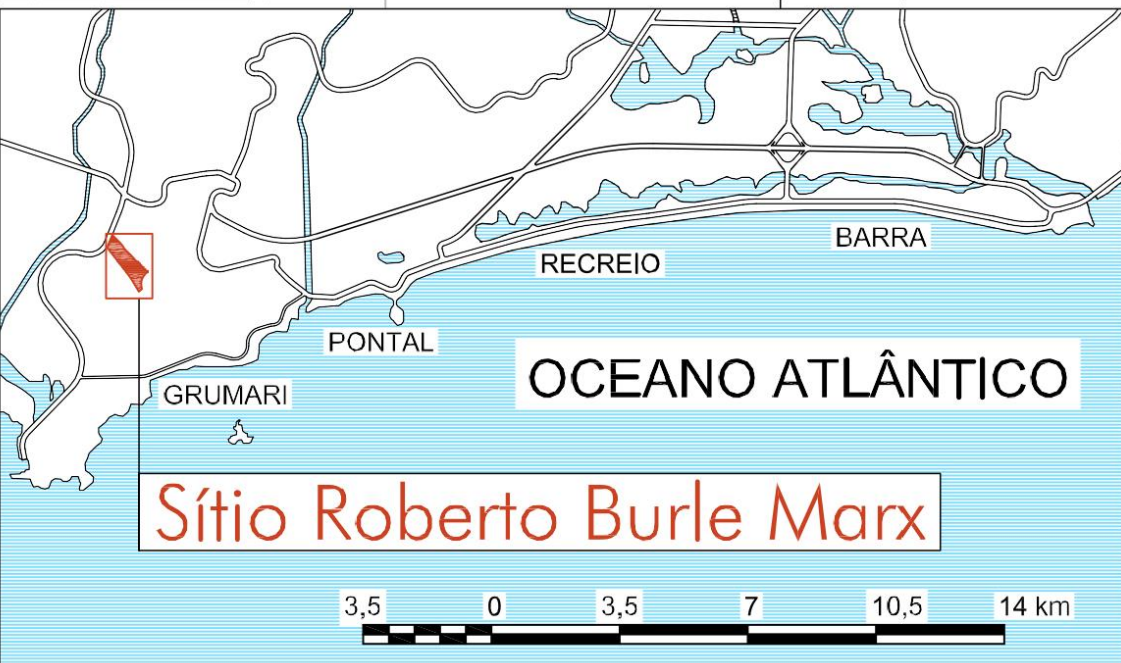 BARRA
RECREIO
PONTAL
OCEANO ATLÂNTICO
GRUMARI
Sítio Roberto Burle Marx
3,5 0 3,5 7 10,5 14 km